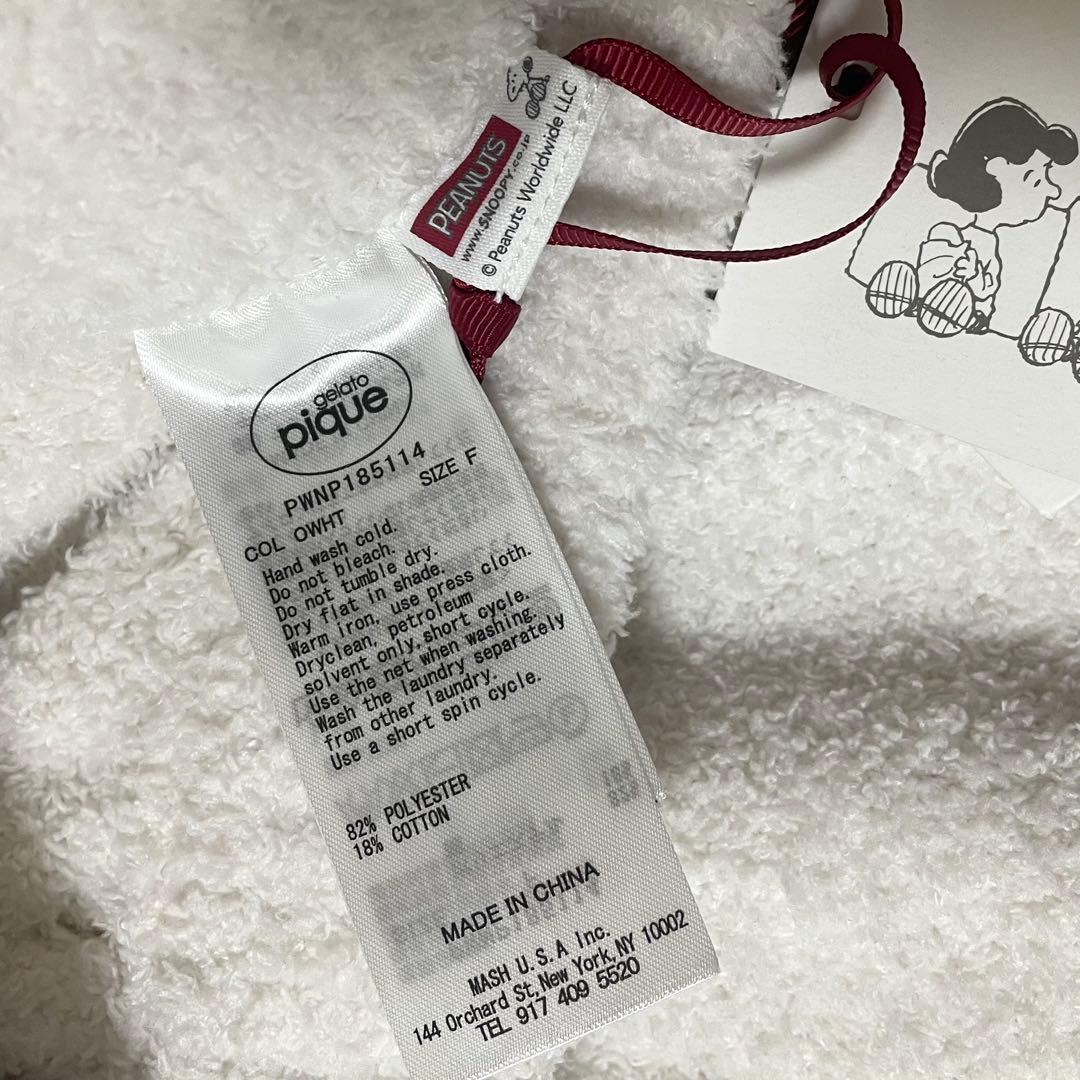 PEANUTS
www.SNOOPY.co.jp
© Peanuts Worldwide LLC
gelato
pique
PWNP185114
COL OWHT SIZE F
Hand wash cold.
Do not bleach.
Do not tumble dry.
Dry flat in shade.
Warm iron, use press cloth.
Dryclean, petroleum
solvent only,short cycle.
Use the net when washing.
Wash the laundry separately
from other laundry.
Use a short spin cycle.
82% POLYESTER
18% COTTON
MADE IN CHINA
MASH U.S.A Inc.
144 Orchard St,New York,NY 10002
TEL 917 409 5520